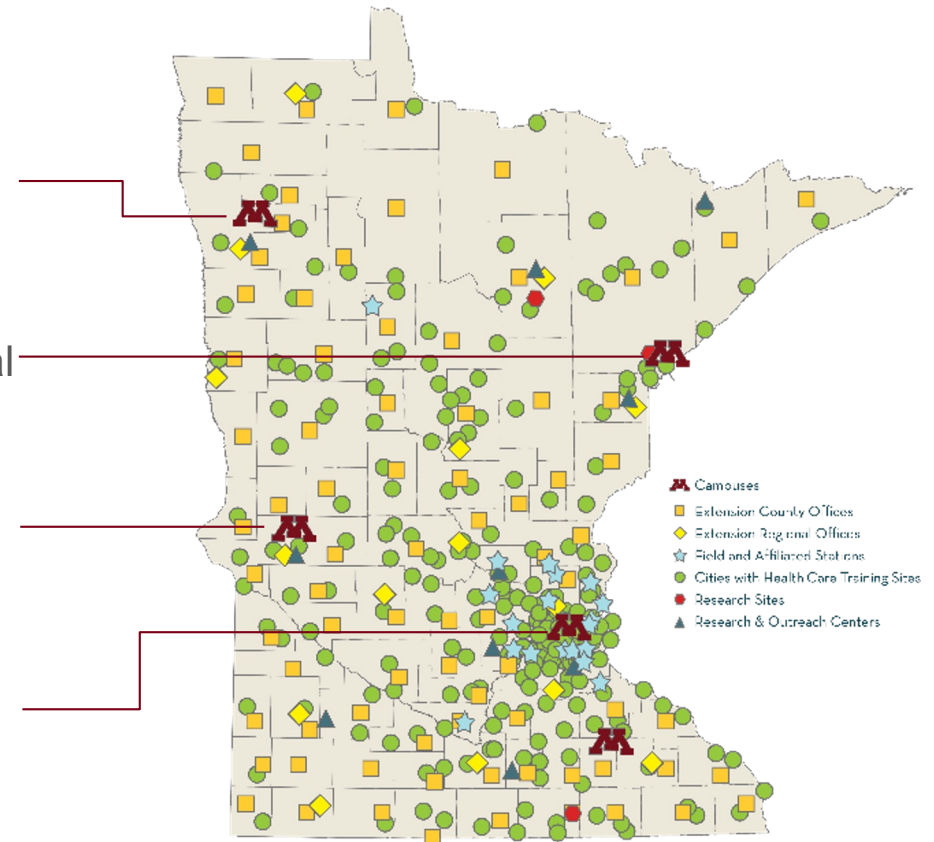 al
Campuses
Extension County Offices
Extension Regional Offices
Field and Affiliated Stations
Cities with Health Care Training Sites
Research Sites
Research & Outreach Centers